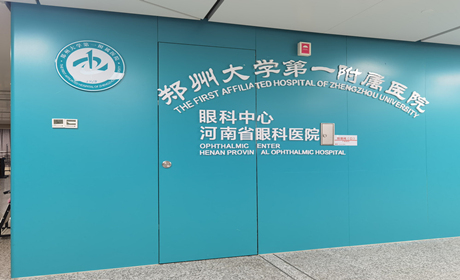 郑州大学第一附属医院
THE FIRST AFFILIATED HOSPITAL OF ZHENGZHOU UNIVERSITY
眼科中心
河南省眼科医院
OPHTHALMIC  ENTER
HENAN PROVIN  AL OPHTHALMIC HOSPITAL